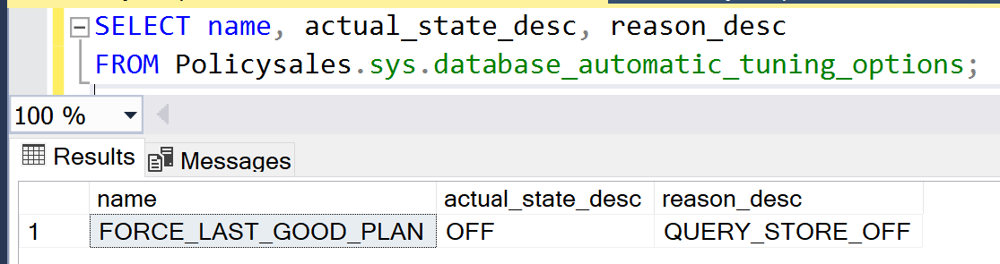 SELECT name, actual_state_desc, reason_desc
FROM Policysales.sys.database_automatic_tuning_options;
100 %
Results Messages
name actual_state_desc reason_desc
1 FORCE_LAST_GOOD_PLAN OFF QUERY_STORE_OFF